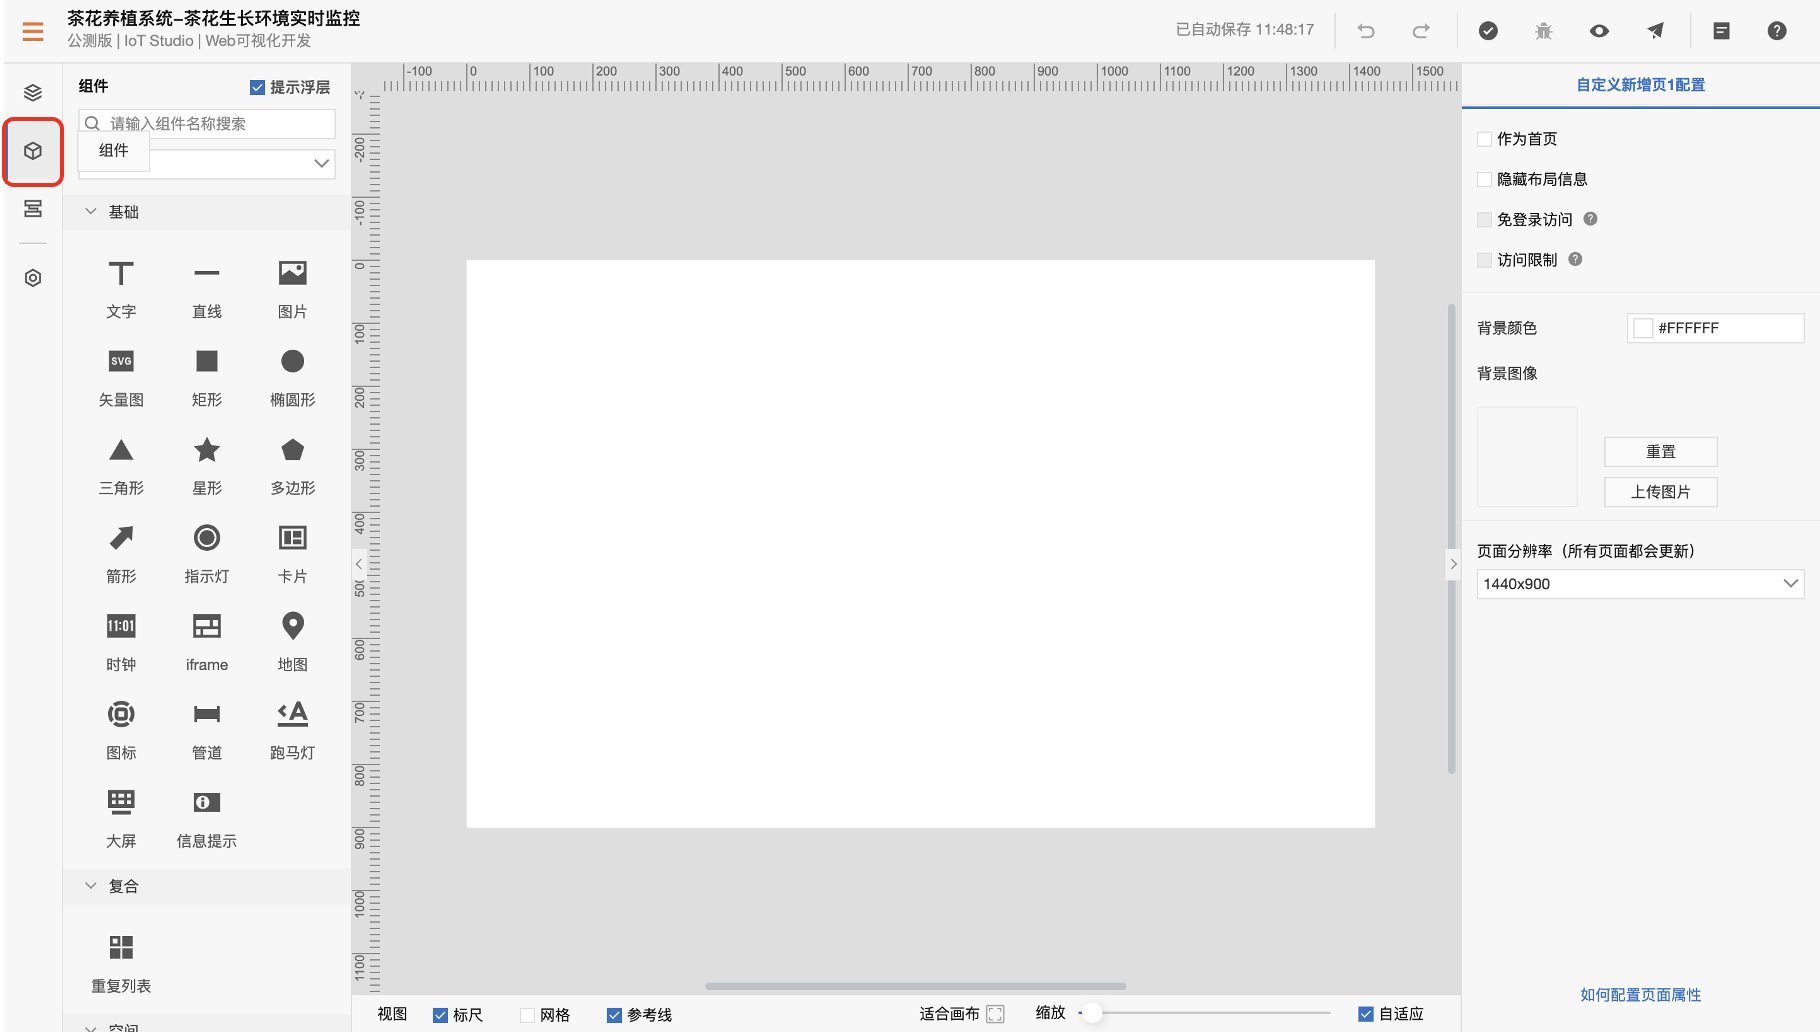 茶花养植系统-茶花生长环境实时监控
公测版 | IoT Studio | Web可视化开发
已自动保存 11:48:17
组件
提示浮层
请输入组件名称搜索
组件
基础
文字
直线
图片
SVG
矢量图
矩形
椭圆形
三角形
星形
多边形
箭形
指示灯
卡片
11:01
时钟
iframe
地图
图标
管道
跑马灯
大屏
信息提示
复合
重复列表
空间
-100 0 100 200 300 400 500 600 700 800 900 1000 1100 1200 1300 1400 1500
-200
-100
0
100
200
300
400
500
600
700
800
900
1000
1100
视图
标尺
网格
参考线
适合画布
缩放
自适应
自定义新增页1配置
作为首页
隐藏布局信息
免登录访问
访问限制
背景颜色
#FFFFFF
背景图像
重置
上传图片
页面分辨率（所有页面都会更新）
1440x900
如何配置页面属性